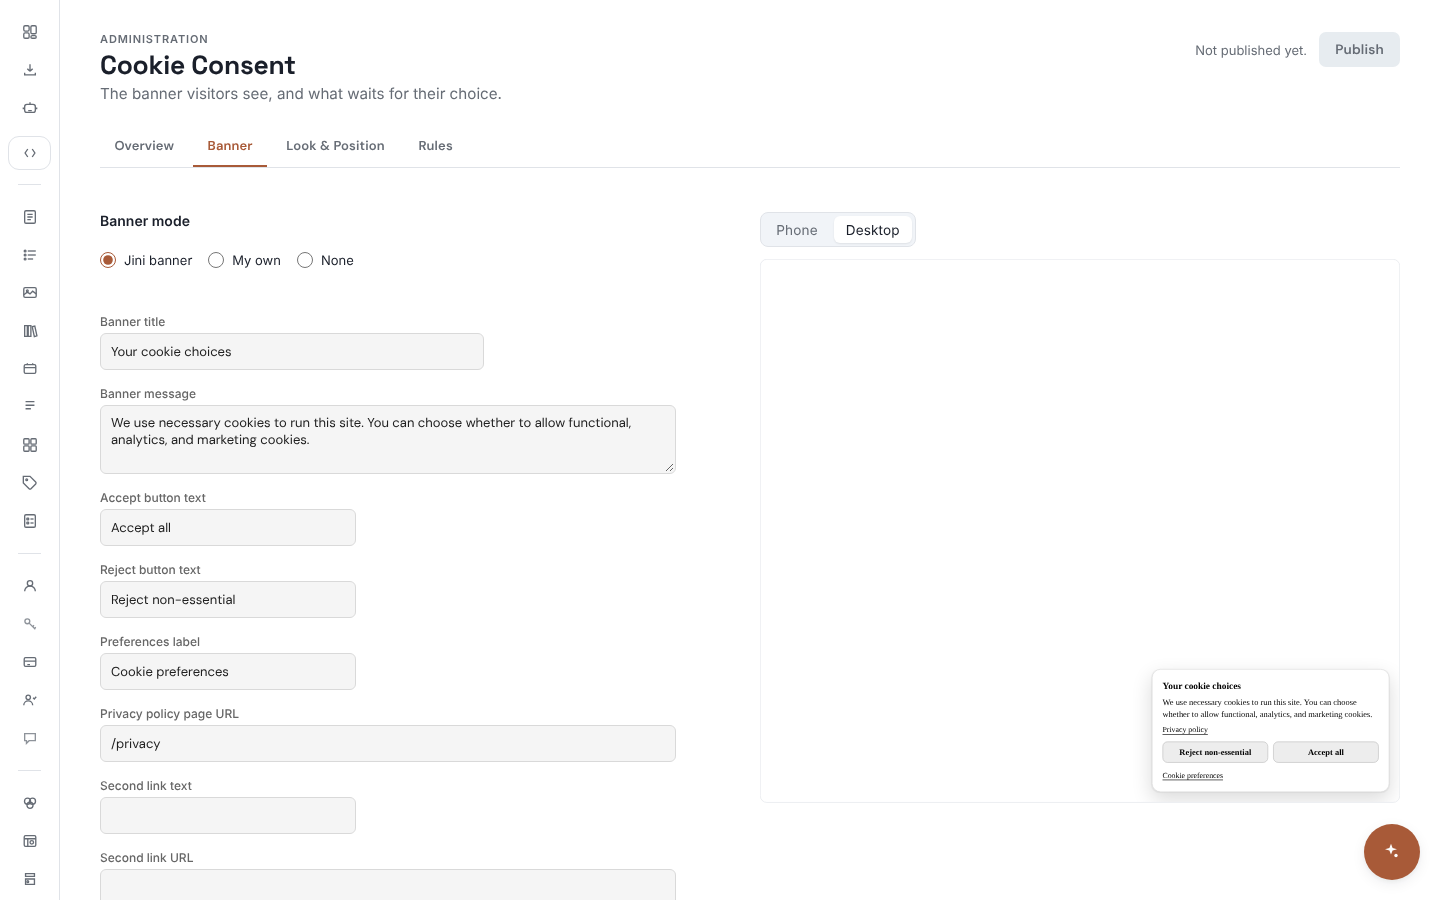 ADMINISTRATION
Cookie Consent
The banner visitors see, and what waits for their choice.
Not published yet.
Publish
Overview
Banner
Look & Position
Rules
Banner mode
Jini banner
My own
None
Banner title
Your cookie choices
Banner message
We use necessary cookies to run this site. You can choose whether to allow functional,
analytics, and marketing cookies.
Accept button text
Accept all
Reject button text
Reject non-essential
Preferences label
Cookie preferences
Privacy policy page URL
/privacy
Second link text
Second link URL
Phone
Desktop
Your cookie choices
We use necessary cookies to run this site. You can choose
whether to allow functional, analytics, and marketing cookies.
Privacy policy
Reject non-essential
Accept all
Cookie preferences